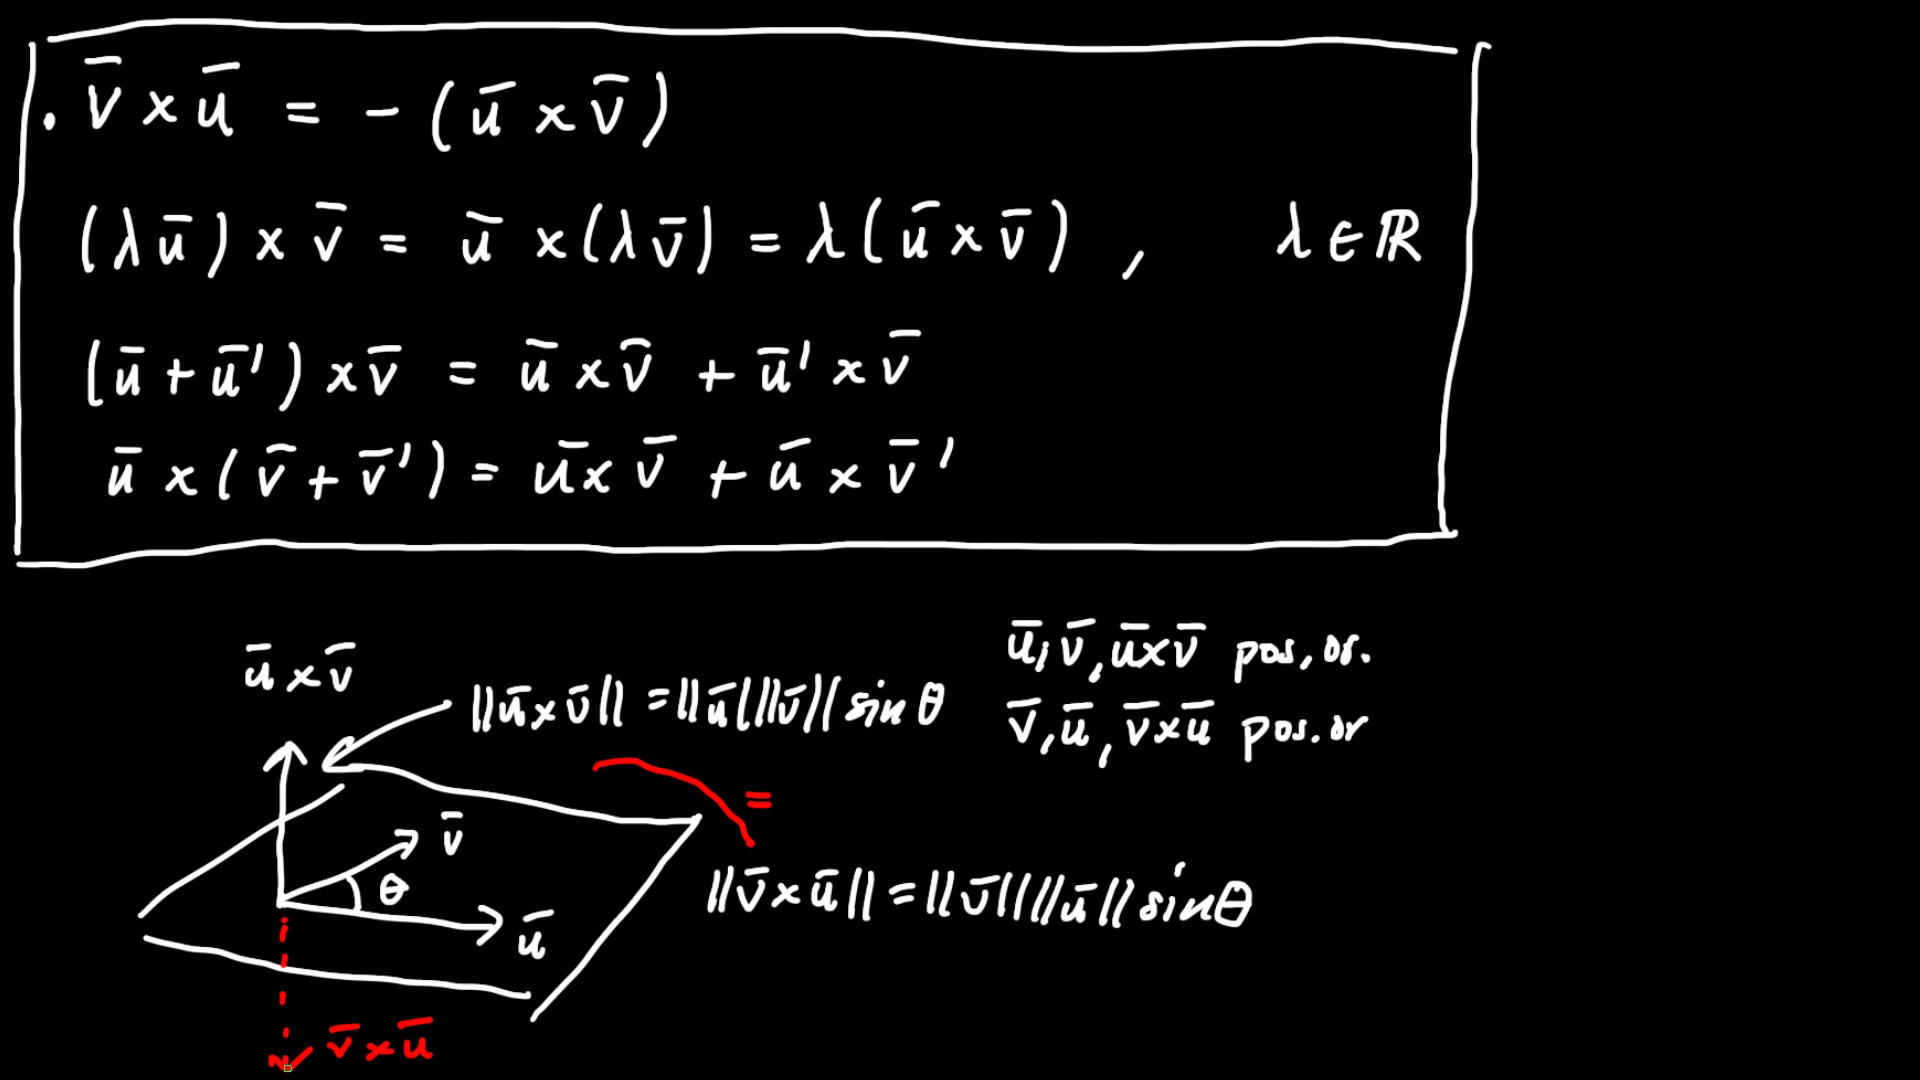 . v̄ × ū = - (ū × v̄)
(λū) × v̄ = ū × (λv̄) = λ(ū × v̄) , λ ∈ ℝ
(ū + ū') × v̄ = ū × v̄ + ū' × v̄
ū × (v̄ + v̄') = ū × v̄ + ū × v̄'
ū × v̄
||ū × v̄|| = ||ū|| ||v̄|| sin θ
ū, v̄, ū × v̄ pos, or.
v̄, ū, v̄ × ū pos. or
=
v̄
θ
ū
||v̄ × ū|| = ||v̄|| ||ū|| sin θ
v̄ × ū